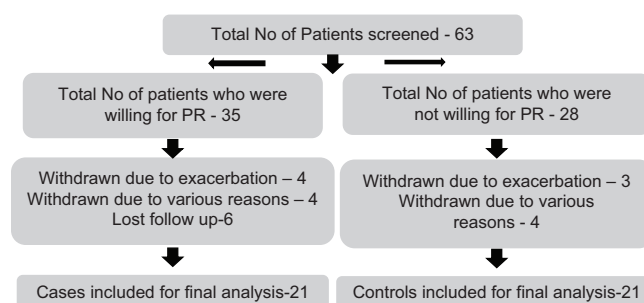 Total No of Patients screened - 63
Total No of patients who were
willing for PR - 35
Total No of patients who were
not willing for PR - 28
Withdrawn due to exacerbation – 4
Withdrawn due to various reasons – 4
Lost follow up-6
Withdrawn due to exacerbation – 3
Withdrawn due to various
reasons - 4
Cases included for final analysis-21
Controls included for final analysis-21